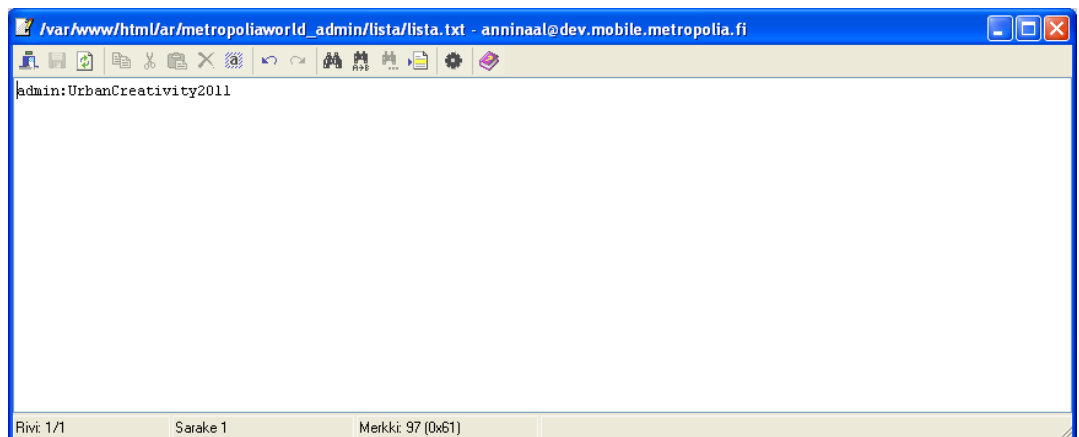 /var/www/html/ar/metropoliaworld_admin/lista/lista.txt - anninaal@dev.mobile.metropolia.fi
admin:UrbanCreativity2011
Rivi: 1/1 Sarake 1 Merkki: 97 (0x61)